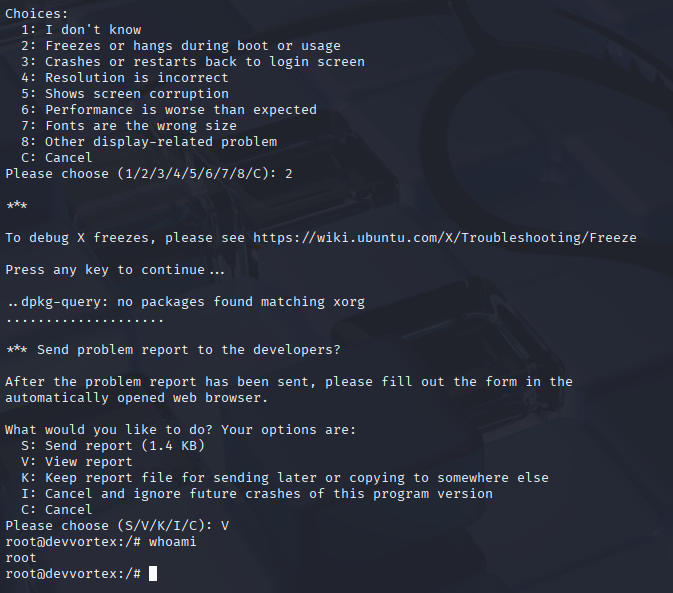 Choices:
1: I don't know
2: Freezes or hangs during boot or usage
3: Crashes or restarts back to login screen
4: Resolution is incorrect
5: Shows screen corruption
6: Performance is worse than expected
7: Fonts are the wrong size
8: Other display-related problem
C: Cancel
Please choose (1/2/3/4/5/6/7/8/C): 2
***
To debug X freezes, please see https://wiki.ubuntu.com/X/Troubleshooting/Freeze
Press any key to continue...
..dpkg-query: no packages found matching xorg
....................
*** Send problem report to the developers?
After the problem report has been sent, please fill out the form in the
automatically opened web browser.
What would you like to do? Your options are:
S: Send report (1.4 KB)
V: View report
K: Keep report file for sending later or copying to somewhere else
I: Cancel and ignore future crashes of this program version
C: Cancel
Please choose (S/V/K/I/C): V
root@devvortex:/# whoami
root
root@devvortex:/#